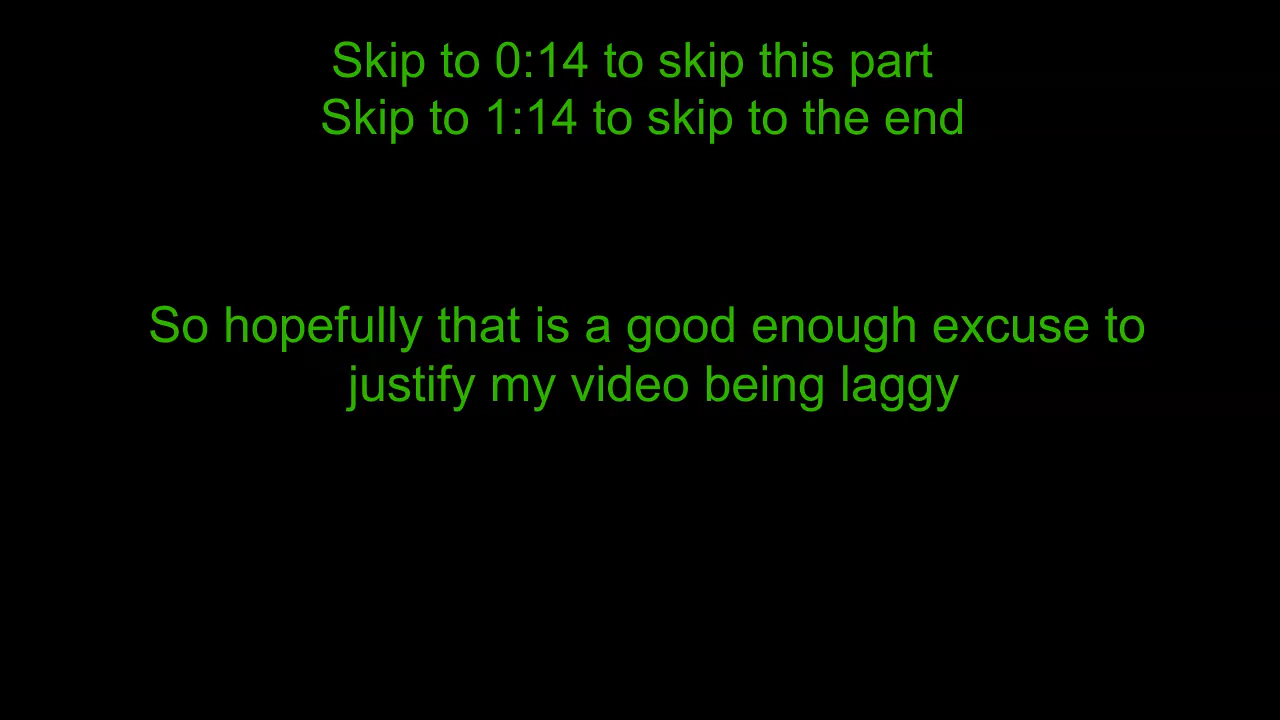 Skip to 0:14 to skip this part
Skip to 1:14 to skip to the end
So hopefully that is a good enough excuse to
justify my video being laggy